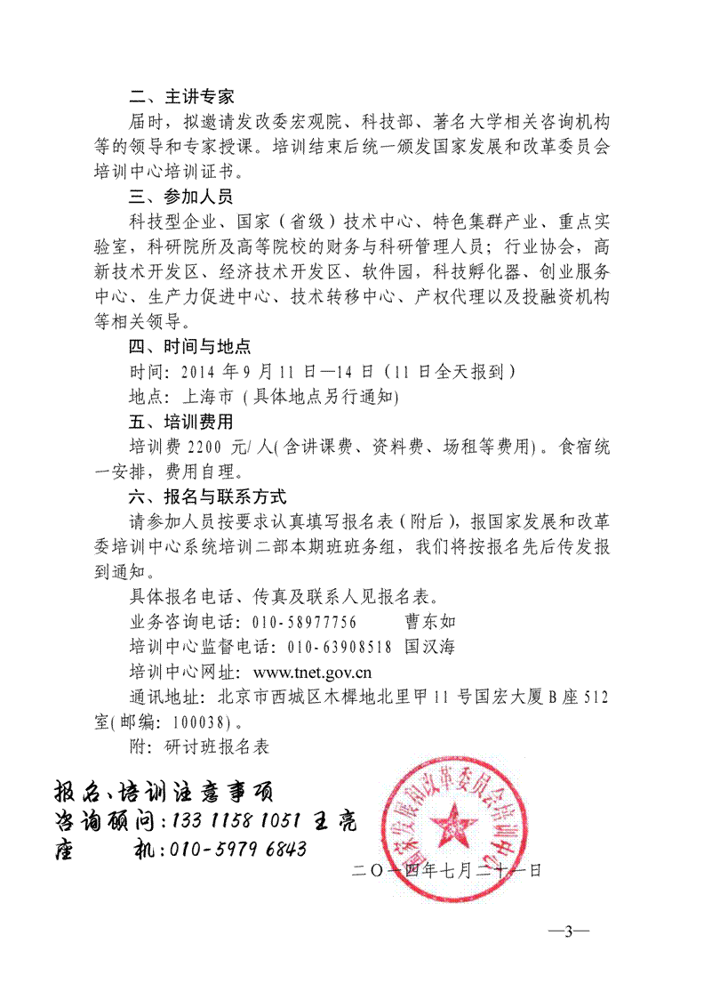 二、主讲专家
届时，拟邀请发改委宏观院、科技部、著名大学相关咨询机构
等的领导和专家授课。培训结束后统一颁发国家发展和改革委员会
培训中心培训证书。
三、参加人员
科技型企业、国家（省级）技术中心、特色集群产业、重点实
验室，科研院所及高等院校的财务与科研管理人员；行业协会，高
新技术开发区、经济技术开发区、软件园，科技孵化器、创业服务
中心、生产力促进中心、技术转移中心、产权代理以及投融资机构
等相关领导。
四、时间与地点
时间：2014 年 9 月 11 日—14 日（11 日全天报到）
地点：上海市（具体地点另行通知）
五、培训费用
培训费 2200 元/人(含讲课费、资料费、场租等费用)。食宿统
一安排，费用自理。
六、报名与联系方式
请参加人员按要求认真填写报名表（附后），报国家发展和改革
委培训中心系统培训二部本期班班务组，我们将按报名先后传发报
到通知。
具体报名电话、传真及联系人见报名表。
业务咨询电话：010-58977756 曹东如
培训中心监督电话：010-63908518 国汉海
培训中心网址：www.tnet.gov.cn
通讯地址：北京市西城区木樨地北里甲 11 号国宏大厦 B 座 512
室(邮编：100038)。
附：研讨班报名表
报名、培训注意事项
咨询顾问:133 1158 1051 王亮
座 机:010-5979 6843
国家发展和改革委员会培训中心
二〇一四年七月二十一日
—3—